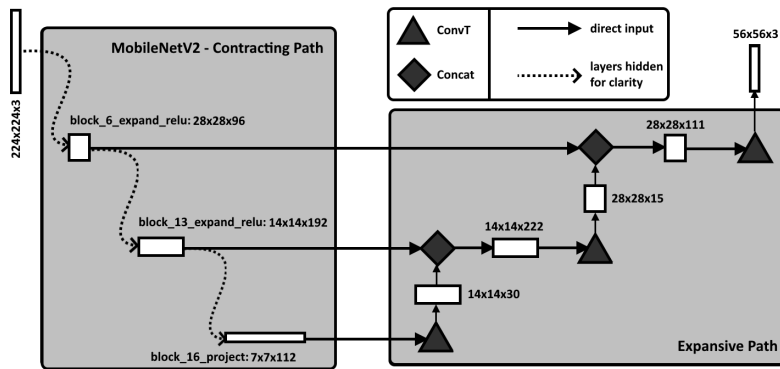 224x224x3
MobileNetV2 - Contracting Path
block_6_expand_relu: 28x28x96
block_13_expand_relu: 14x14x192
block_16_project: 7x7x112
ConvT
Concat
direct input
layers hidden
for clarity
56x56x3
28x28x111
28x28x15
14x14x222
14x14x30
Expansive Path